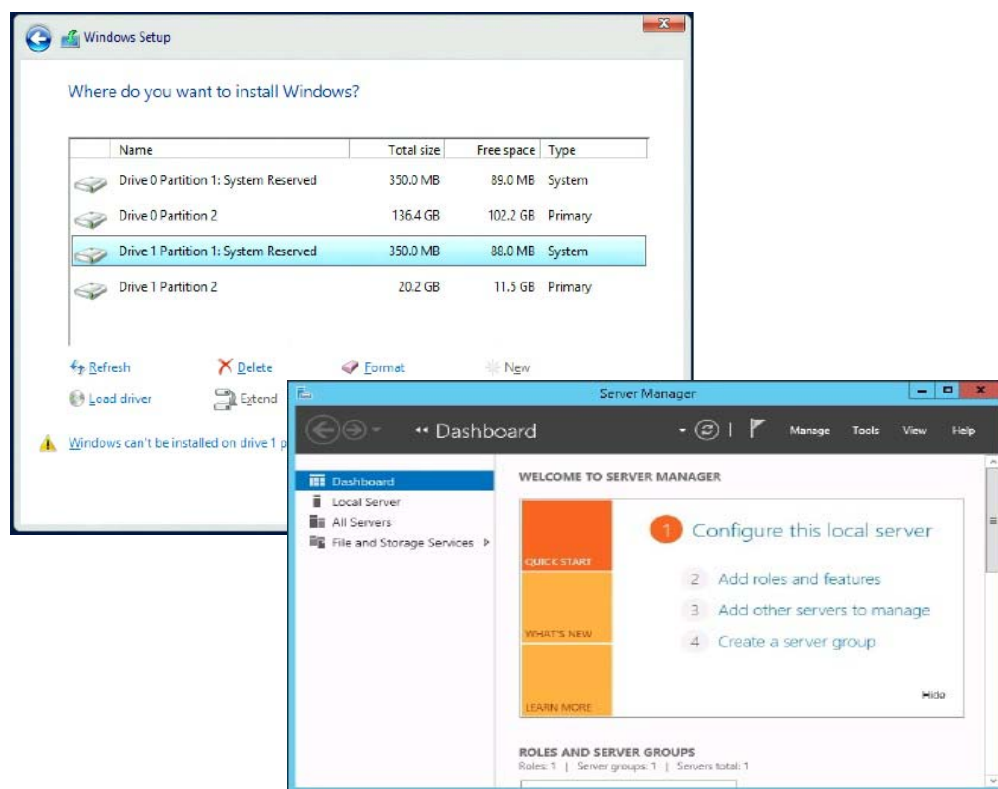 Windows Setup
Where do you want to install Windows?
Name Total size Free space Type
Drive 0 Partition 1: System Reserved 350.0 MB 89.0 MB System
Drive 0 Partition 2 136.4 GB 102.2 GB Primary
Drive 1 Partition 1: System Reserved 350.0 MB 88.0 MB System
Drive 1 Partition 2 20.2 GB 11.5 GB Primary
Refresh Delete Format New
Load driver Extend
Windows can't be installed on drive 1 p
Server Manager
Dashboard
Manage Tools View Help
Dashboard
Local Server
All Servers
File and Storage Services
WELCOME TO SERVER MANAGER
QUICK START
WHAT'S NEW
LEARN MORE
1 Configure this local server
2 Add roles and features
3 Add other servers to manage
4 Create a server group
Hide
ROLES AND SERVER GROUPS
Roles: 1 | Server groups: 1 | Servers total: 1